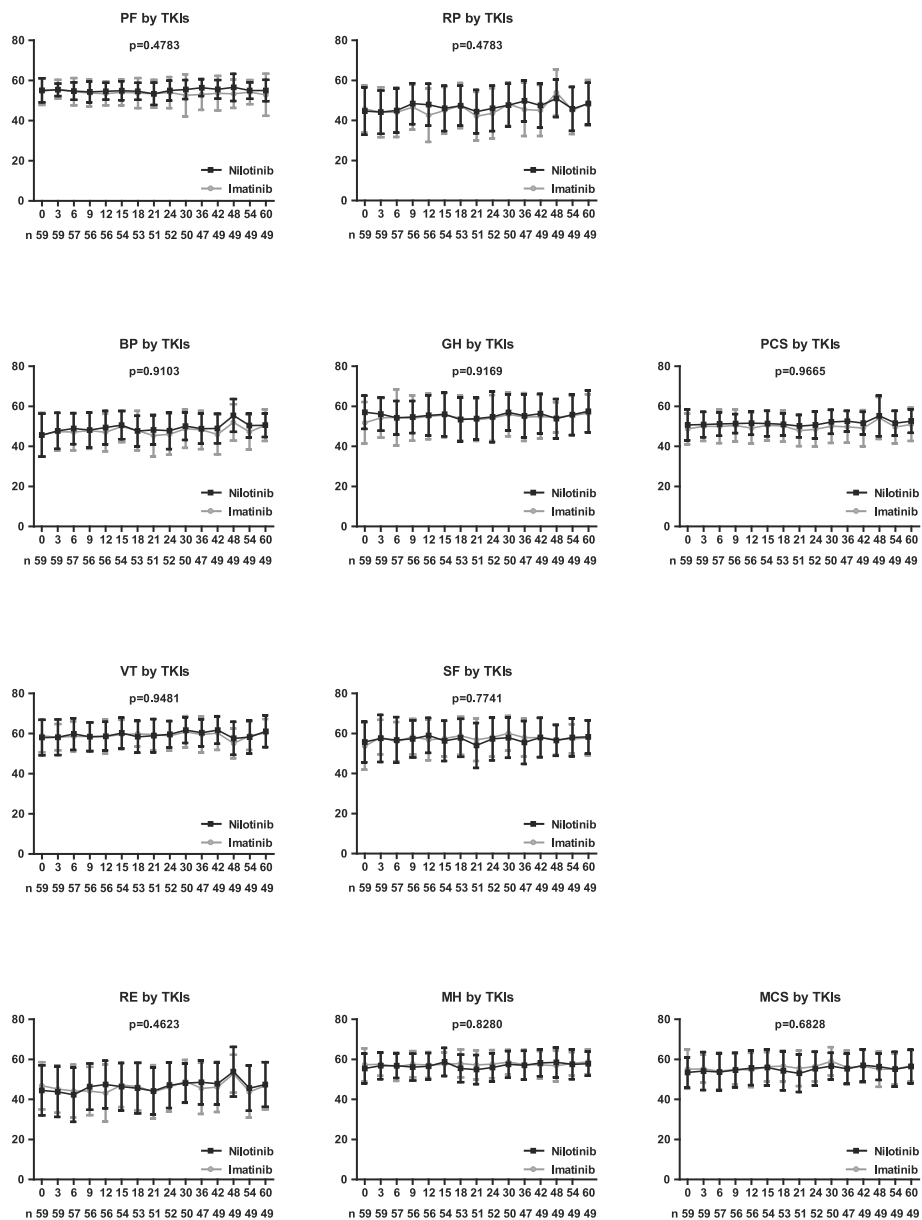 PF by TKIs
p=0.4783
80
60
40
20
0
Nilotinib
Imatinib
0 3 6 9 12 15 18 21 24 30 36 42 48 54 60
n 59 59 57 56 56 54 53 51 52 50 47 49 49 49 49
RP by TKIs
p=0.4783
80
60
40
20
0
Nilotinib
Imatinib
0 3 6 9 12 15 18 21 24 30 36 42 48 54 60
n 59 59 57 56 56 54 53 51 52 50 47 49 49 49 49
BP by TKIs
p=0.9103
80
60
40
20
0
Nilotinib
Imatinib
0 3 6 9 12 15 18 21 24 30 36 42 48 54 60
n 59 59 57 56 56 54 53 51 52 50 47 49 49 49 49
GH by TKIs
p=0.9169
80
60
40
20
0
Nilotinib
Imatinib
0 3 6 9 12 15 18 21 24 30 36 42 48 54 60
n 59 59 57 56 56 54 53 51 52 50 47 49 49 49 49
PCS by TKIs
p=0.9665
80
60
40
20
0
Nilotinib
Imatinib
0 3 6 9 12 15 18 21 24 30 36 42 48 54 60
n 59 59 57 56 56 54 53 51 52 50 47 49 49 49 49
VT by TKIs
p=0.9481
80
60
40
20
0
Nilotinib
Imatinib
0 3 6 9 12 15 18 21 24 30 36 42 48 54 60
n 59 59 57 56 56 54 53 51 52 50 47 49 49 49 49
SF by TKIs
p=0.7741
80
60
40
20
0
Nilotinib
Imatinib
0 3 6 9 12 15 18 21 24 30 36 42 48 54 60
n 59 59 57 56 56 54 53 51 52 50 47 49 49 49 49
RE by TKIs
p=0.4623
80
60
40
20
0
Nilotinib
Imatinib
0 3 6 9 12 15 18 21 24 30 36 42 48 54 60
n 59 59 57 56 56 54 53 51 52 50 47 49 49 49 49
MH by TKIs
p=0.8280
80
60
40
20
0
Nilotinib
Imatinib
0 3 6 9 12 15 18 21 24 30 36 42 48 54 60
n 59 59 57 56 56 54 53 51 52 50 47 49 49 49 49
MCS by TKIs
p=0.6828
80
60
40
20
0
Nilotinib
Imatinib
0 3 6 9 12 15 18 21 24 30 36 42 48 54 60
n 59 59 57 56 56 54 53 51 52 50 47 49 49 49 49